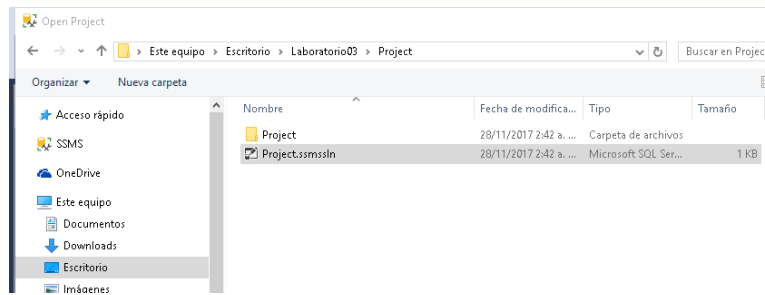 Open Project
Este equipo > Escritorio > Laboratorio03 > Project
Buscar en Projec
Organizar Nueva carpeta
Nombre Fecha de modifica... Tipo Tamaño
Acceso rápido
Project 28/11/2017 2:42 a. ... Carpeta de archivos
SSMS
Project.ssmssln 28/11/2017 2:42 a. ... Microsoft SQL Ser... 1 KB
OneDrive
Este equipo
Documentos
Downloads
Escritorio
Imágenes